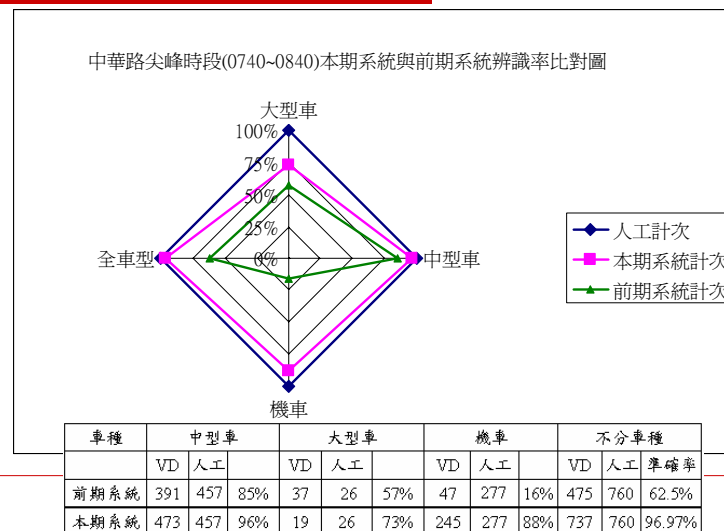 中華路尖峰時段(0740~0840)本期系統與前期系統辨識率比對圖
大型車
100%
75%
50%
25%
0%
全車型
中型車
機車
人工計次
本期系統計次
前期系統計次
車種 中型車 大型車 機車 不分車種
VD 人工 VD 人工 VD 人工 VD 人工 準確率
前期系統 391 457 85% 37 26 57% 47 277 16% 475 760 62.5%
本期系統 473 457 96% 19 26 73% 245 277 88% 737 760 96.97%